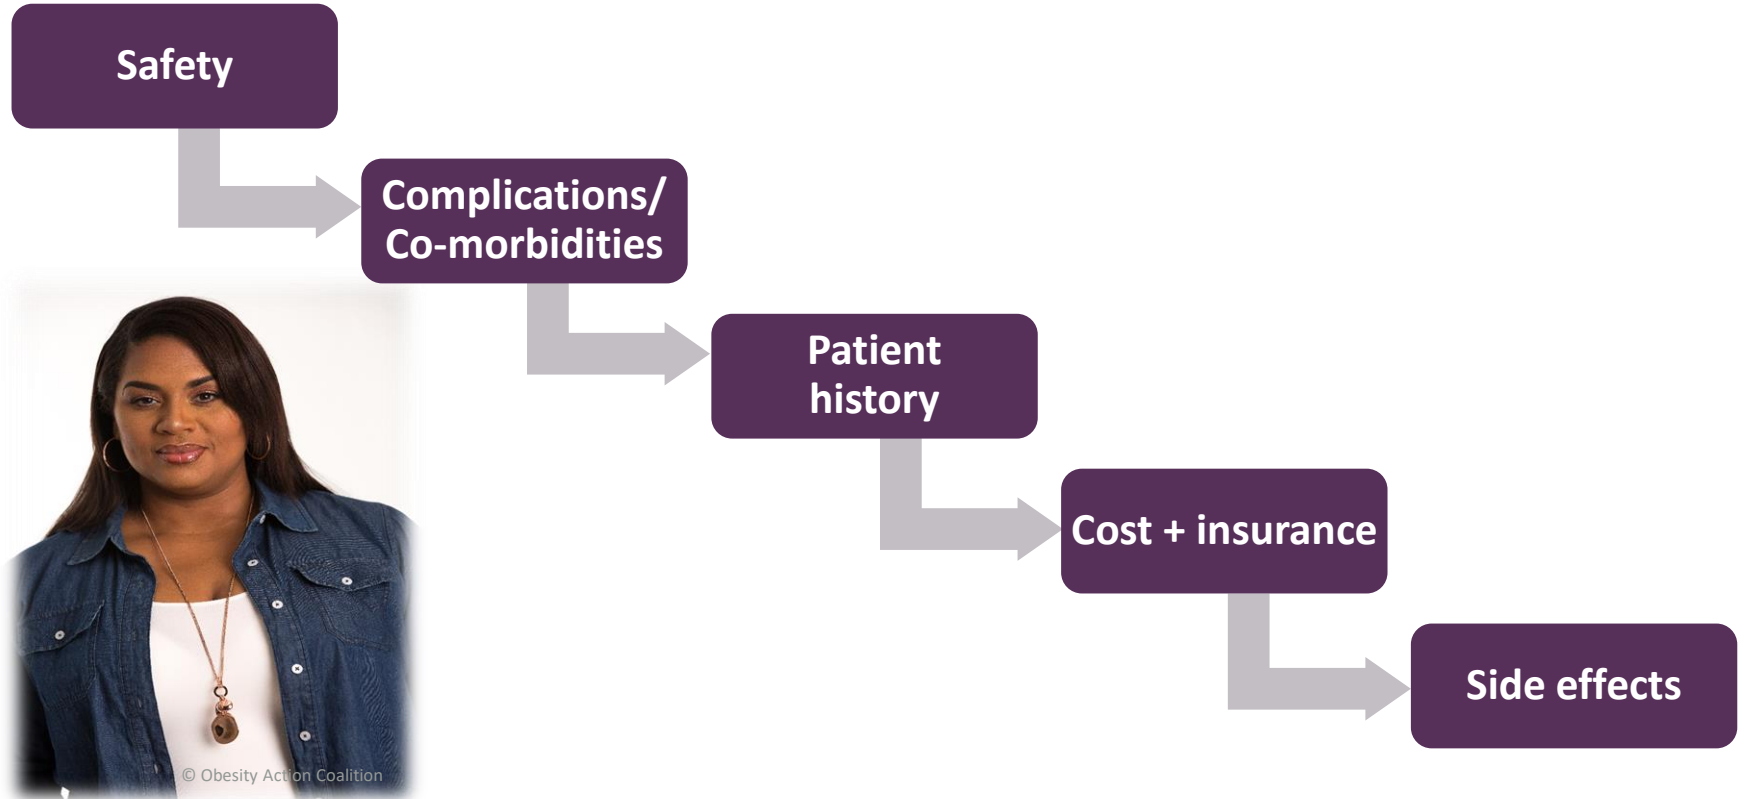 Safety
Complications/
Co-morbidities
Patient
history
Cost + insurance
Side effects
© Obesity Action Coalition